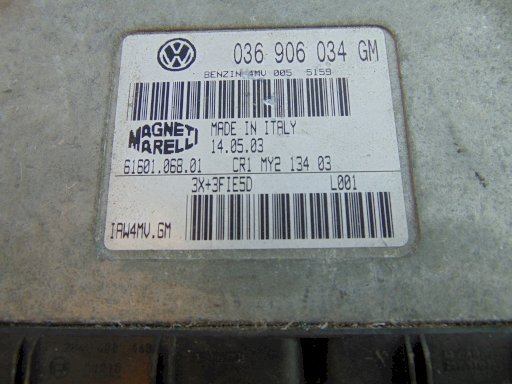 036 906 034 GM
BENZIN 4MV 005 5159
MAGNETI
MARELLI
MADE IN ITALY
14.05.03
61601.068.01 CR1 MY2 134 03
3X+3FIE5D L001
IAW4MV.GM